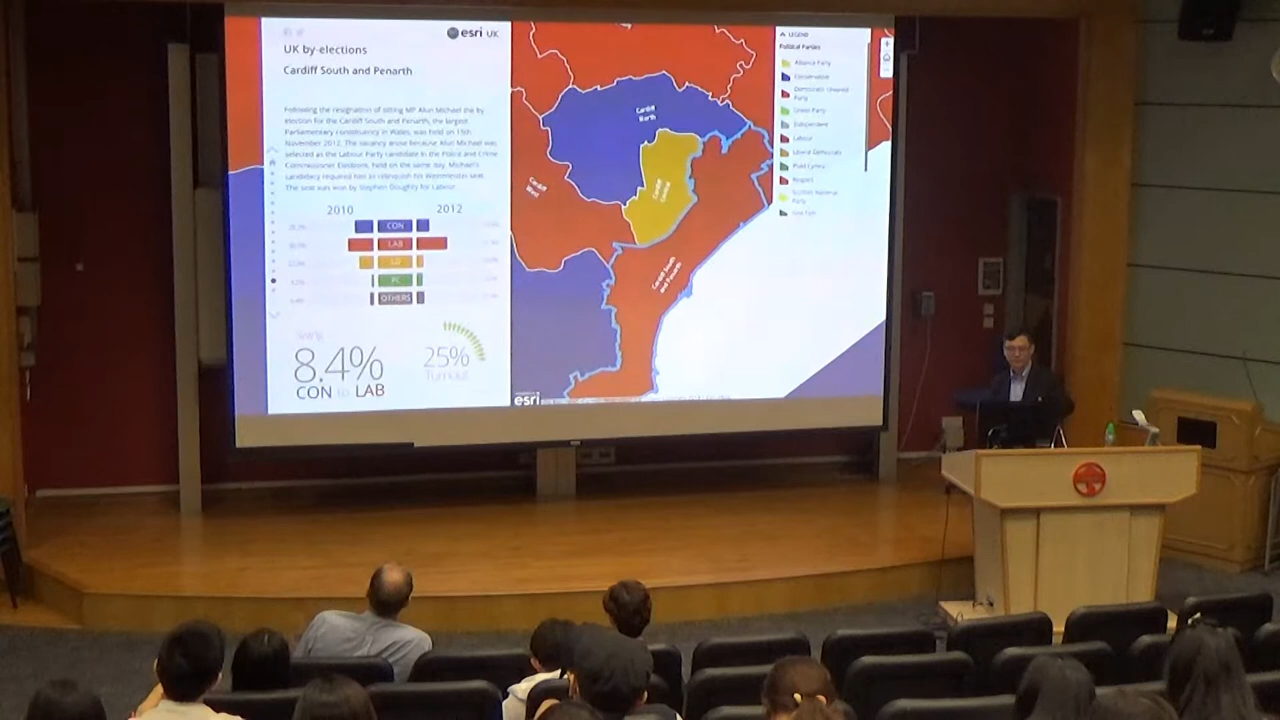 esri UK
UK by-elections
Cardiff South and Penarth
Following the resignation of sitting MP Alun Michael the by
election for the Cardiff South and Penarth, the largest
Parliamentary constituency in Wales, was held on 15th
November 2012. The vacancy arose because Alun Michael was
selected as the Labour Party candidate in the Police and Crime
Commissioner Elections, held on the same day. Michael's
candidacy required him to relinquish his Westminster seat.
The seat was won by Stephen Doughty for Labour.
2010 2012
CON
LAB
LD
PC
OTHERS
Swing
8.4%
CON to LAB
25%
Turnout
Cardiff
North
Cardiff
West
Cardiff
Central
Cardiff South
and Penarth
esri
LEGEND
Political Parties
Alliance Party
Conservative
Democratic Unionist
Party
Green Party
Independent
Labour
Liberal Democrats
Plaid Cymru
Respect
Scottish National
Party
Sinn Fein